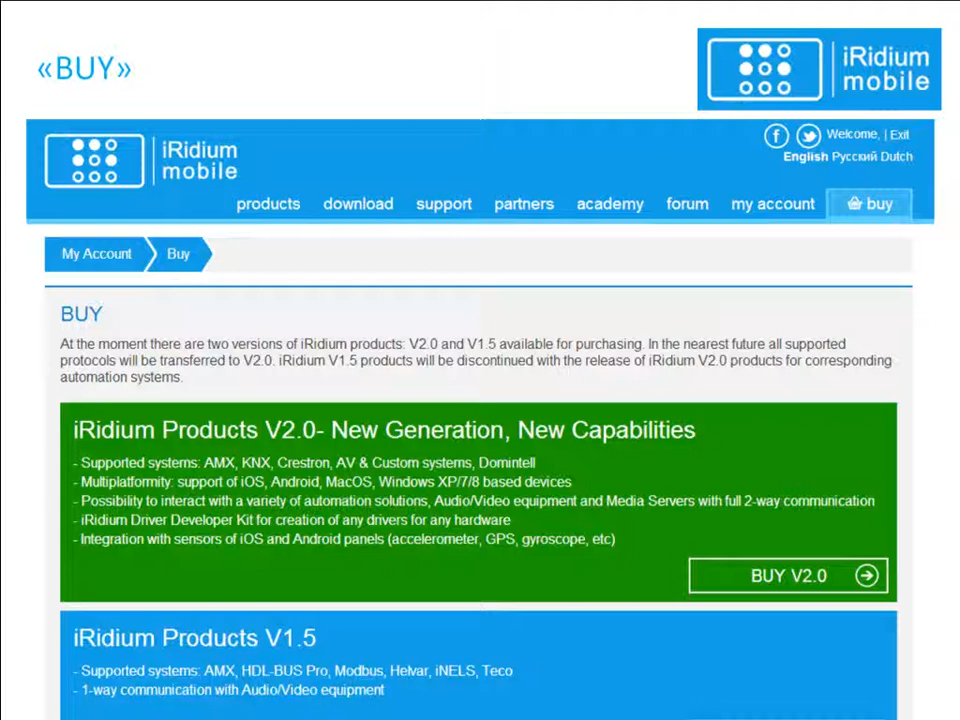 «BUY»
iRidium
mobile
Welcome, | Exit
English Русский Dutch
iRidium
mobile
products download support partners academy forum my account buy
My Account Buy
BUY
At the moment there are two versions of iRidium products: V2.0 and V1.5 available for purchasing. In the nearest future all supported
protocols will be transferred to V2.0. iRidium V1.5 products will be discontinued with the release of iRidium V2.0 products for corresponding
automation systems.
iRidium Products V2.0- New Generation, New Capabilities
- Supported systems: AMX, KNX, Crestron, AV & Custom systems, Domintell
- Multiplatformity: support of iOS, Android, MacOS, Windows XP/7/8 based devices
- Possibility to interact with a variety of automation solutions, Audio/Video equipment and Media Servers with full 2-way communication
- iRidium Driver Developer Kit for creation of any drivers for any hardware
- Integration with sensors of iOS and Android panels (accelerometer, GPS, gyroscope, etc)
BUY V2.0
iRidium Products V1.5
- Supported systems: AMX, HDL-BUS Pro, Modbus, Helvar, iNELS, Teco
- 1-way communication with Audio/Video equipment